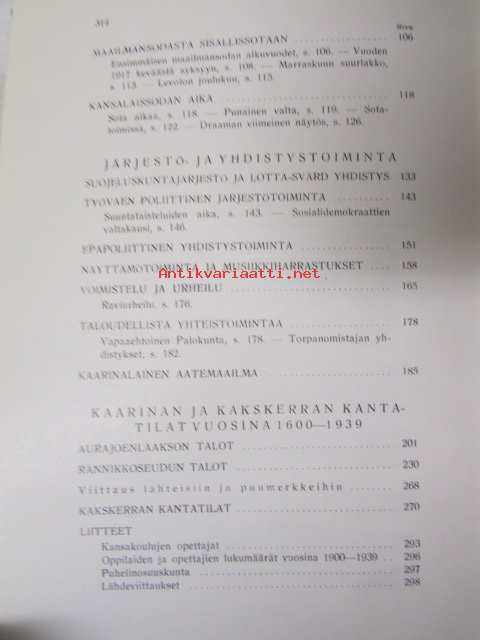 314
Sivu
MAAILMANSODASTA SISÄLLISSOTAAN 106
Ensimmäinen maailmansodan alkuvuodet, s. 106. — Vuoden
1917 keväästä syksyyn, s. 108. — Marraskuun suurlakko,
s. 113. — Levoton joulukuu, s. 115.
KANSALAISSODAN AIKA 118
Sota alkaa, s. 118. — Punainen valta, s. 119. — Sota-
toimissa, s. 122. — Draaman viimeinen näytös, s. 126.
JÄRJESTÖ- JA YHDISTYSTOIMINTA
SUOJELUSKUNTAJÄRJESTÖ JA LOTTA-SVÄRD YHDISTYS 133
TYÖVÄEN POLIITTINEN JÄRJESTÖTOIMINTA 143
Suuntataisteluiden aika, s. 143. — Sosialidemokraattien
valtakausi, s. 146.
EPÄPOLIITTINEN YHDISTYSTOIMINTA 151
NÄYTTÄMÖTOIMINTA JA MUSIIKKIHARRASTUKSET 158
Antikvariaatti.net
VOIMISTELU JA URHEILU 165
Raviurheilu, s. 176.
TALOUDELLISTA YHTEISTOIMINTAA 178
Vapaaehtoinen Palokunta, s. 178. — Torpanomistajan yh-
distykset, s. 182.
KAARINALAINEN AATEMAAILMA 185
KAARINAN JA KAKSKERRAN KANTA-
TILAT VUOSINA 1600—1939
AURAJOENLAAKSON TALOT 201
RANNIKKOSEUDUN TALOT 230
Viittaus lähteisiin ja puumerkkeihin 268
KAKSKERRAN KANTATILAT 270
LIITTEET
Kansakoulujen opettajat 293
Oppilaiden ja opettajien lukumäärät vuosina 1900—1939 296
Puhelinosuuskunta 297
Lähdeviittaukset 298